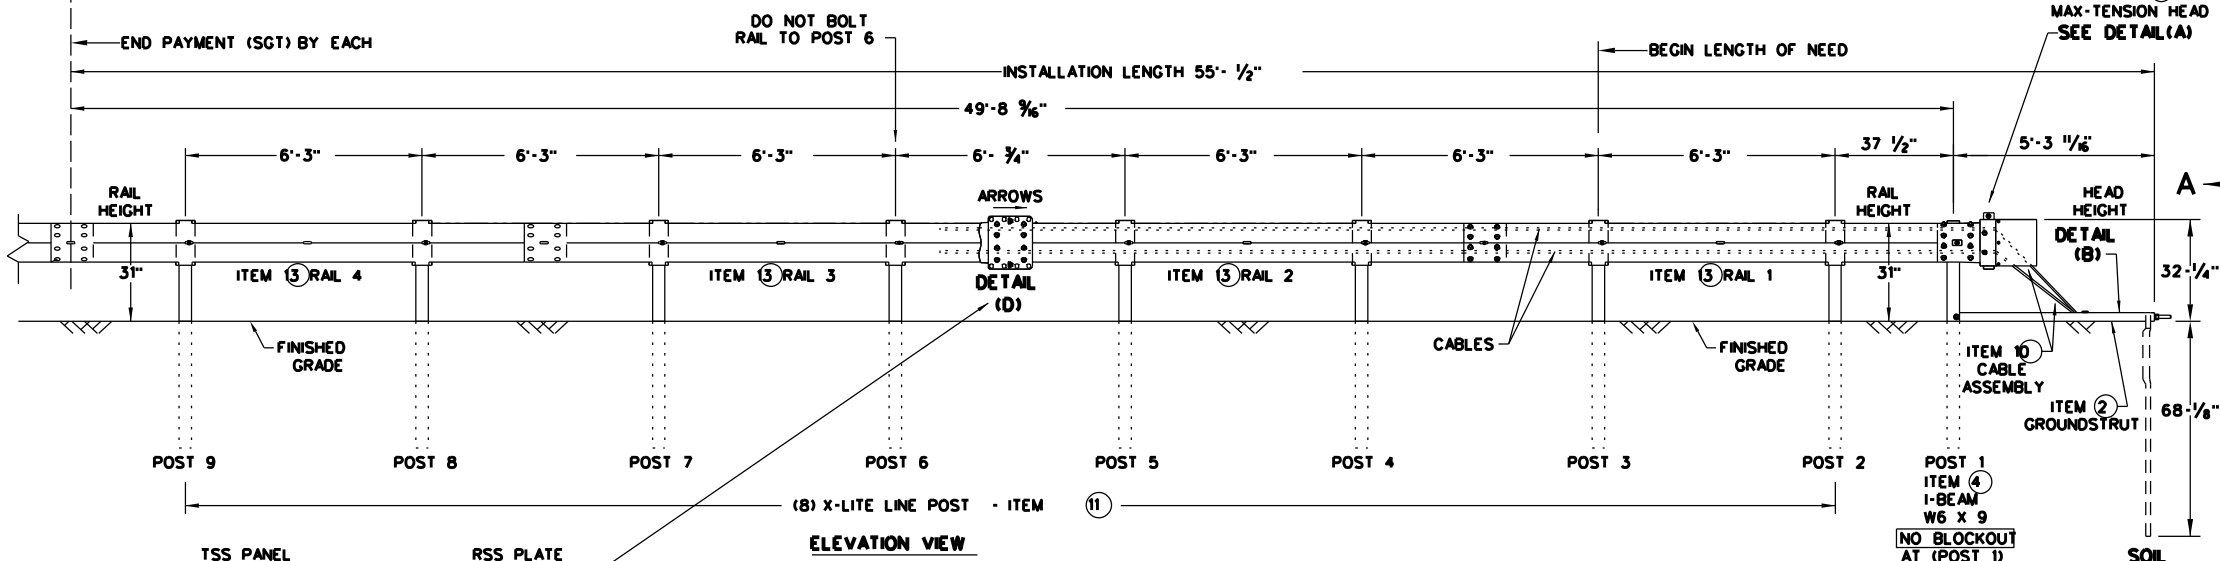 MAX-TENSION HEAD
SEE DETAIL(A)
DO NOT BOLT
RAIL TO POST 6
END PAYMENT (SGT) BY EACH
BEGIN LENGTH OF NEED
INSTALLATION LENGTH 55'- 1/2"
49'-8 9/16"
6'-3"
6'-3"
6'-3"
6'- 3/4"
6'-3"
6'-3"
6'-3"
37 1/2"
5'-3 11/16"
A
RAIL
HEIGHT
ARROWS
RAIL
HEIGHT
HEAD
HEIGHT
DETAIL
(B)
31"
ITEM 13 RAIL 4
ITEM 13 RAIL 3
DETAIL
(D)
ITEM 13 RAIL 2
ITEM 13 RAIL 1
31"
32-1/4"
FINISHED
GRADE
CABLES
FINISHED
GRADE
ITEM 10
CABLE
ASSEMBLY
ITEM 2
GROUNDSTRUT
68-1/8"
POST 9
POST 8
POST 7
POST 6
POST 5
POST 4
POST 3
POST 2
POST 1
ITEM 4
I-BEAM
W6 X 9
NO BLOCKOUT
AT (POST 1)
(8) X-LITE LINE POST - ITEM 11
ELEVATION VIEW
TSS PANEL
RSS PLATE
SOIL